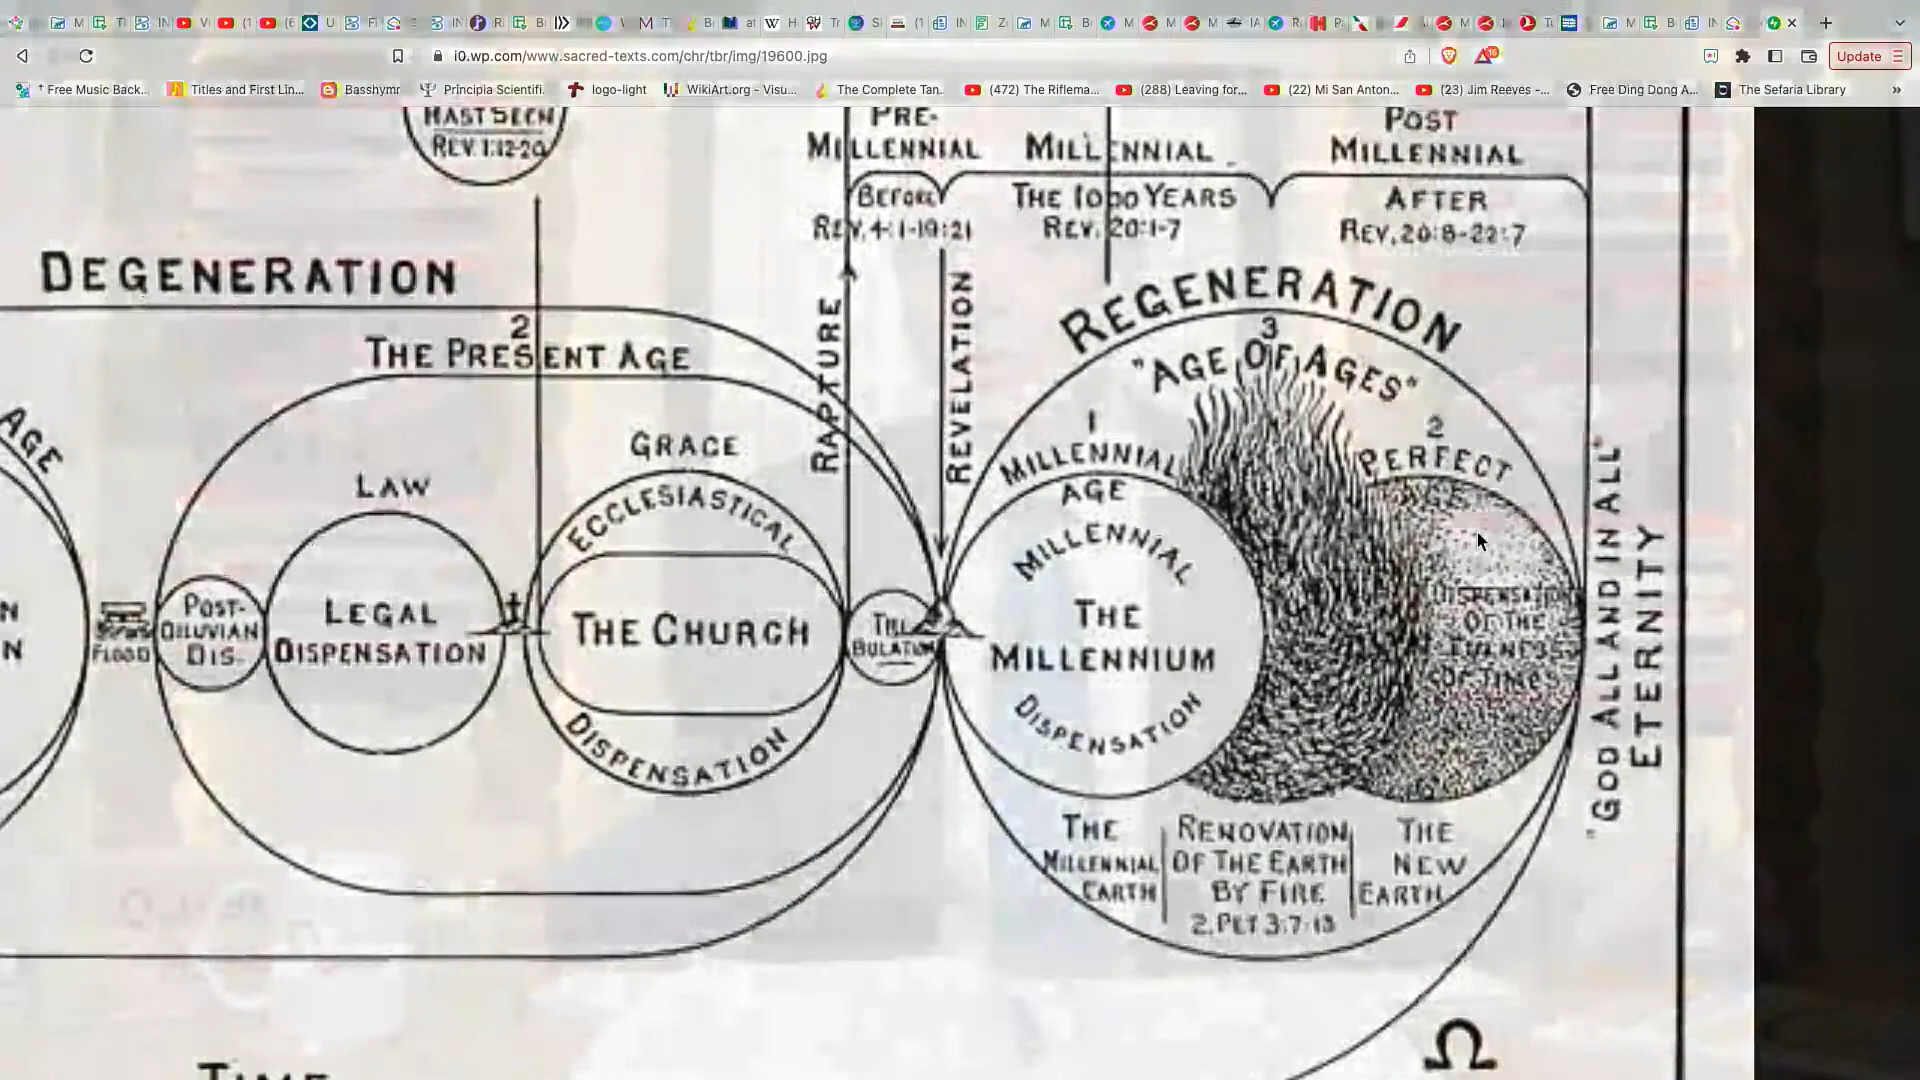 i0.wp.com/www.sacred-texts.com/chr/tbr/img/19600.jpg
Update
† Free Music Back...
Titles and First Lin...
Basshymn
Principia Scientifi...
logo-light
WikiArt.org - Visu...
The Complete Tan...
(472) The Riflema...
(288) Leaving for...
(22) Mi San Anton...
(23) Jim Reeves -...
Free Ding Dong A...
The Sefaria Library
HAST SEEN
REV. 1:12-20
PRE-
MILLENNIAL
MILLENNIAL
POST
MILLENNIAL
BEFORE
REV. 4:1-19:21
THE 1000 YEARS
REV. 20:1-7
AFTER
REV. 20:8-22:7
DEGENERATION
2
THE PRESENT AGE
AGE
RAPTURE
REVELATION
REGENERATION
3
"AGE OF AGES"
LAW
LEGAL
DISPENSATION
GRACE
ECCLESIASTICAL
THE CHURCH
DISPENSATION
FLOOD
POST-
DILUVIAN
DIS.
TRI
BULATION
1
MILLENNIAL
AGE
MILLENNIAL
THE
MILLENNIUM
DISPENSATION
2
PERFECT
AGE
DISPENSATION
OF THE
FULNESS
OF TIMES
THE
MILLENNIAL
EARTH
RENOVATION
OF THE EARTH
BY FIRE
2. PET 3:7-13
THE
NEW
EARTH
"GOD ALL AND IN ALL"
ETERNITY
TIME
Ω